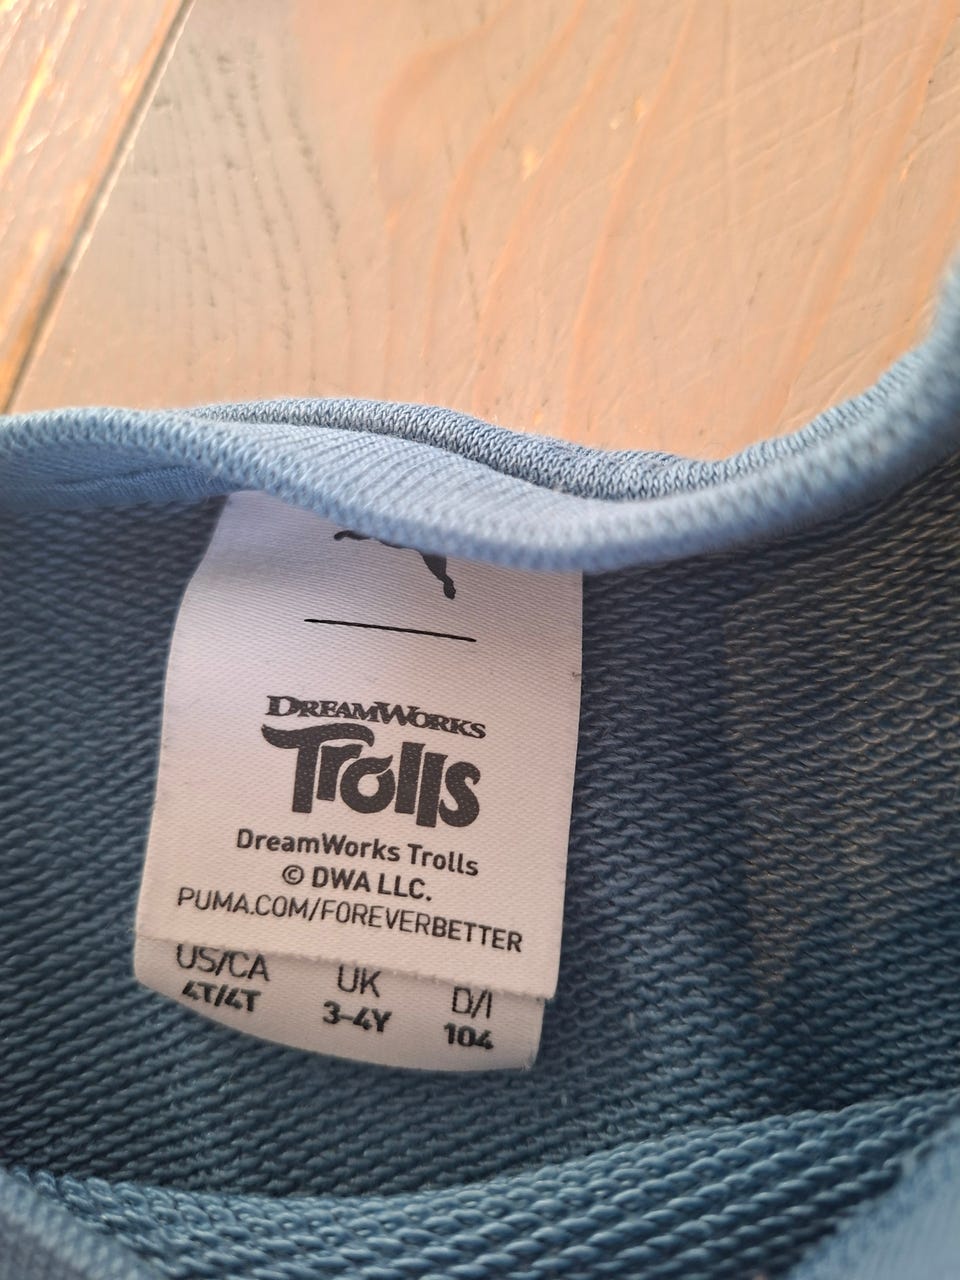 DREAMWORKS
Trolls
DreamWorks Trolls
© DWA LLC.
PUMA.COM/FOREVERBETTER
US/CA UK D/I
4T/4T 3-4Y 104